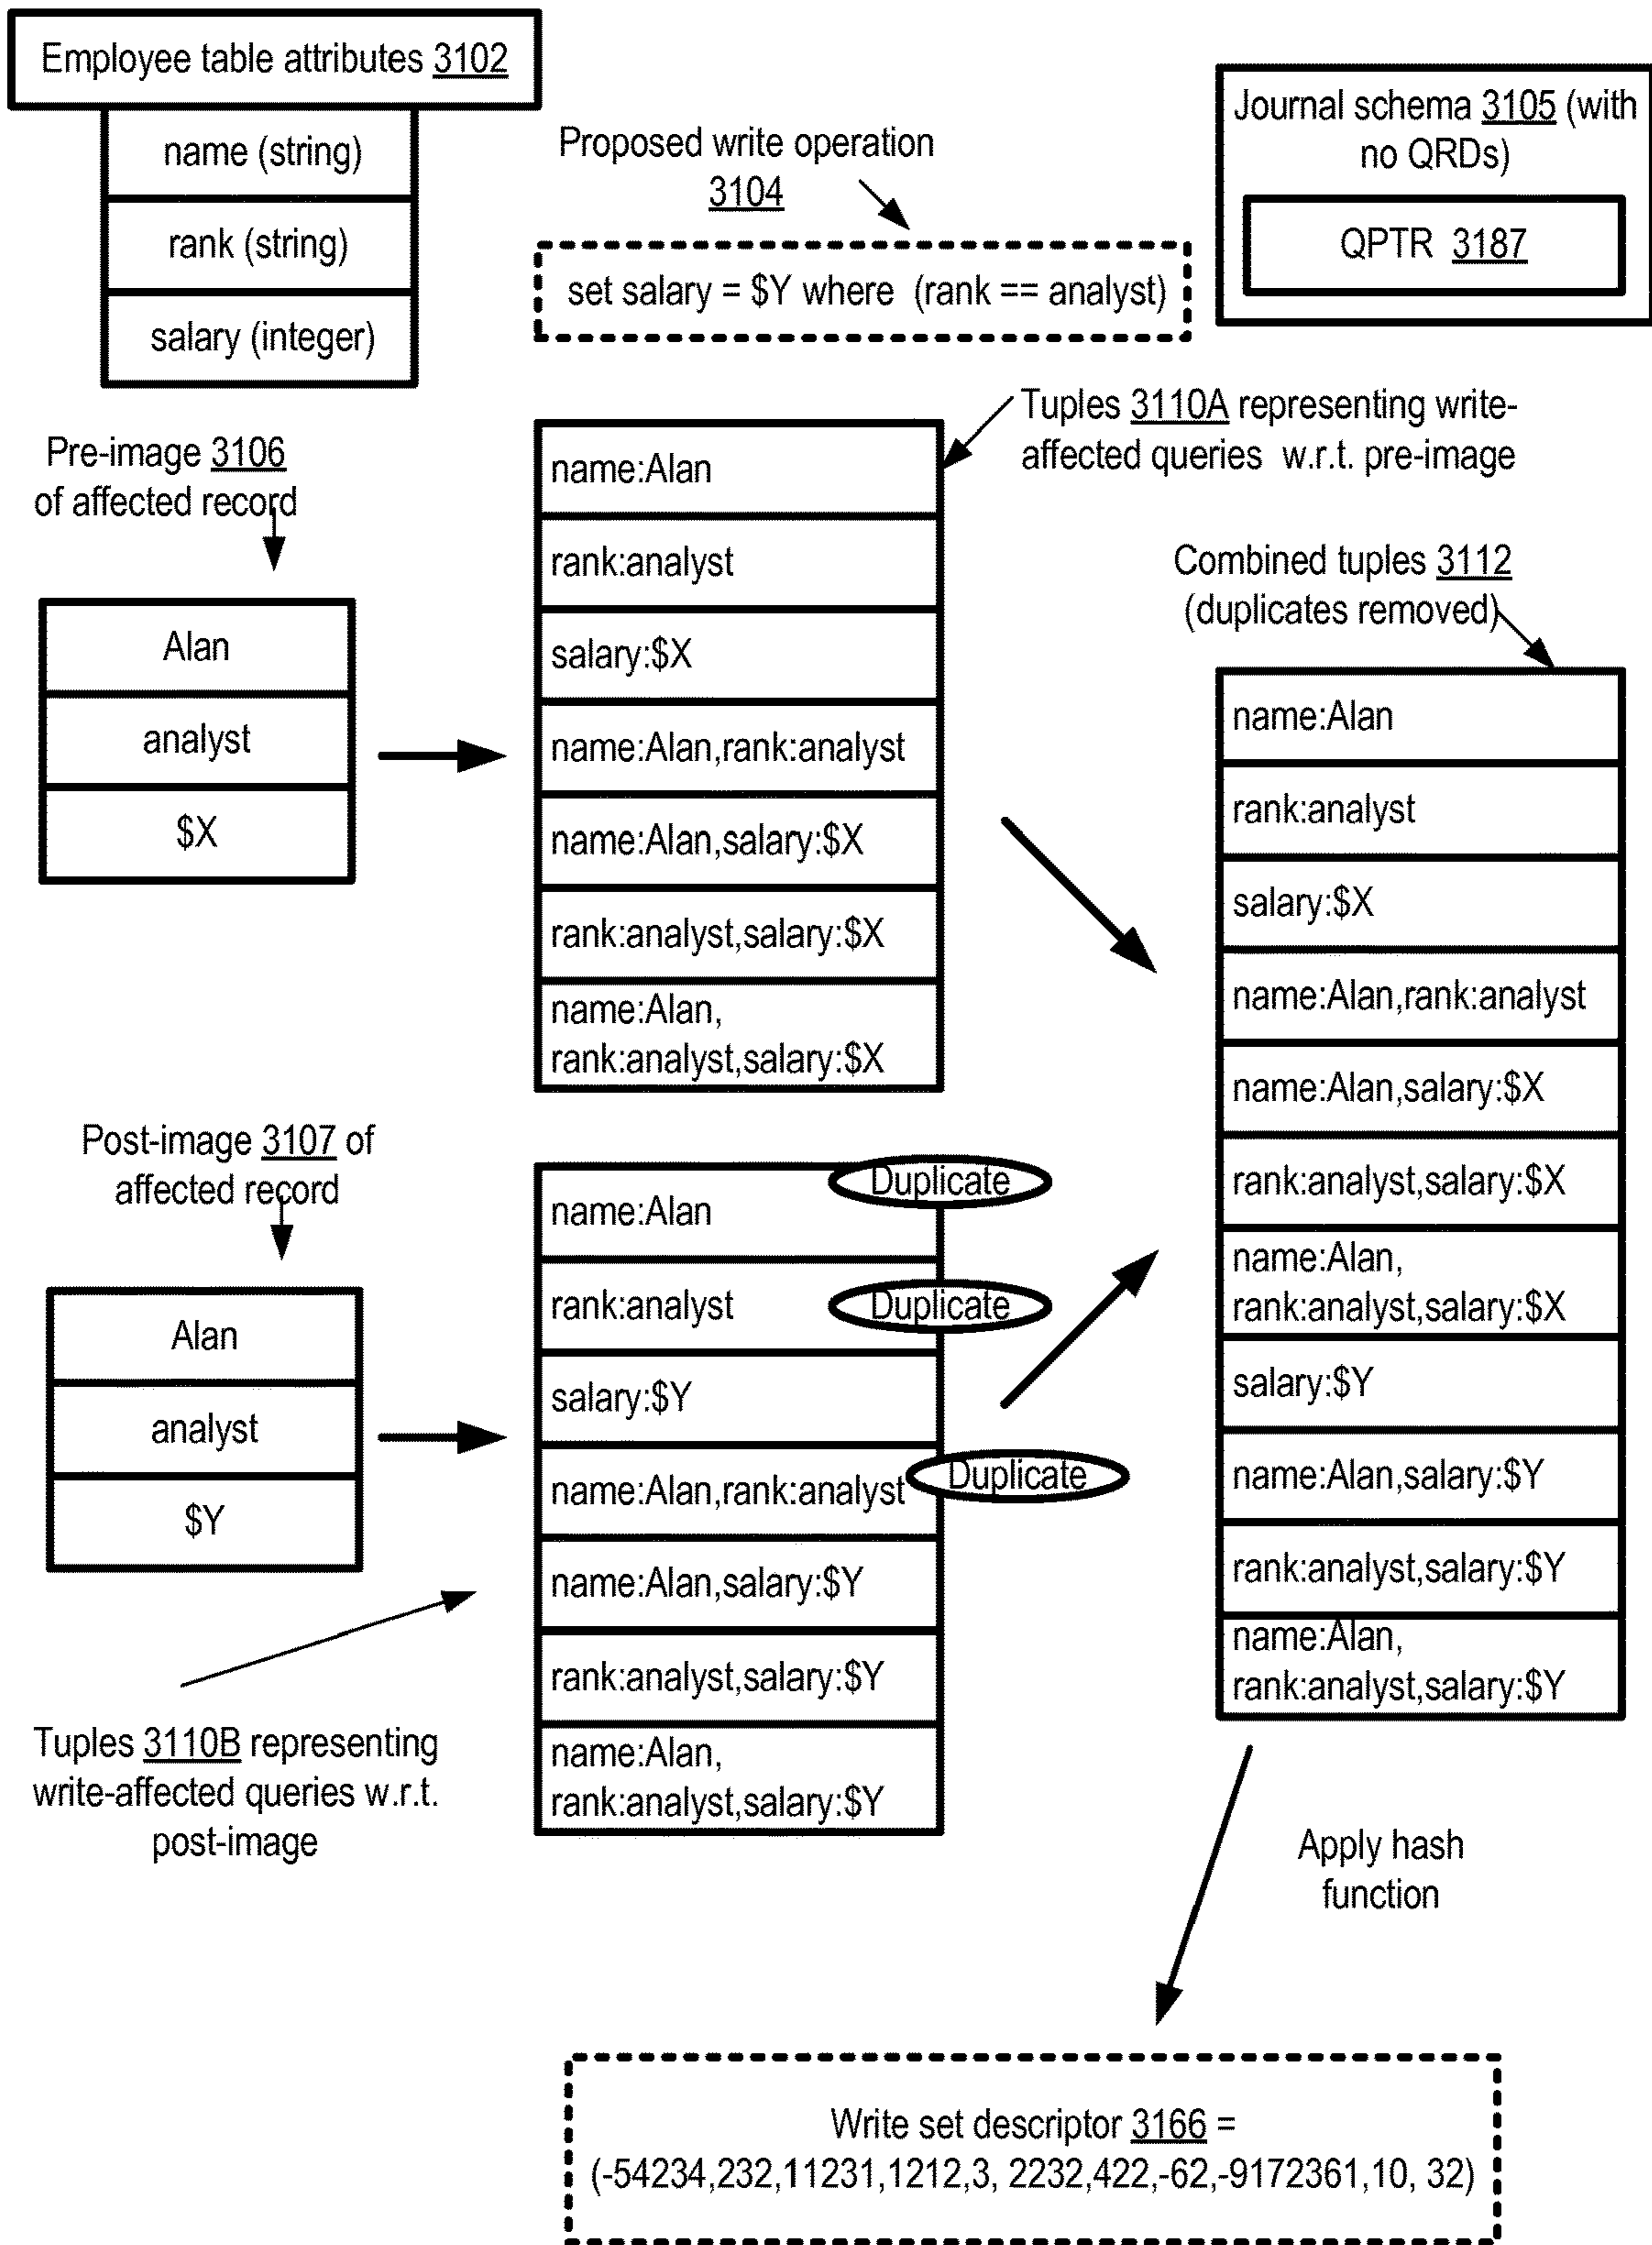 Employee table attributes 3102
name (string)
rank (string)
salary (integer)
Proposed write operation
3104
set salary = $Y where (rank == analyst)
Journal schema 3105 (with
no QRDs)
QPTR 3187
Pre-image 3106
of affected record
Alan
analyst
$X
Tuples 3110A representing write-
affected queries w.r.t. pre-image
name:Alan
rank:analyst
salary:$X
name:Alan,rank:analyst
name:Alan,salary:$X
rank:analyst,salary:$X
name:Alan,
rank:analyst,salary:$X
Combined tuples 3112
(duplicates removed)
name:Alan
rank:analyst
salary:$X
name:Alan,rank:analyst
name:Alan,salary:$X
rank:analyst,salary:$X
name:Alan,
rank:analyst,salary:$X
salary:$Y
name:Alan,salary:$Y
rank:analyst,salary:$Y
name:Alan,
rank:analyst,salary:$Y
Post-image 3107 of
affected record
Alan
analyst
$Y
name:Alan
Duplicate
rank:analyst
Duplicate
salary:$Y
name:Alan,rank:analyst
Duplicate
name:Alan,salary:$Y
rank:analyst,salary:$Y
name:Alan,
rank:analyst,salary:$Y
Tuples 3110B representing
write-affected queries w.r.t.
post-image
Apply hash
function
Write set descriptor 3166 =
(-54234,232,11231,1212,3, 2232,422,-62,-9172361,10, 32)